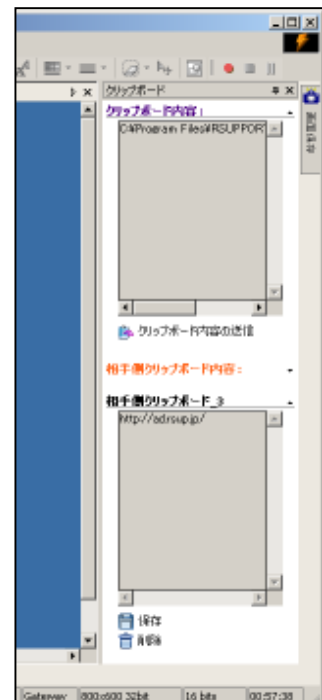 クリップボード
クリップボード内容：
C:¥Program Files¥RSUPPORT
クリップボード内容の送信
相手側クリップボード内容：
相手側クリップボード_3
http://adrsup.jp/
保存
削除
Gateway 800x600 32bit 16 bits 00:57:38